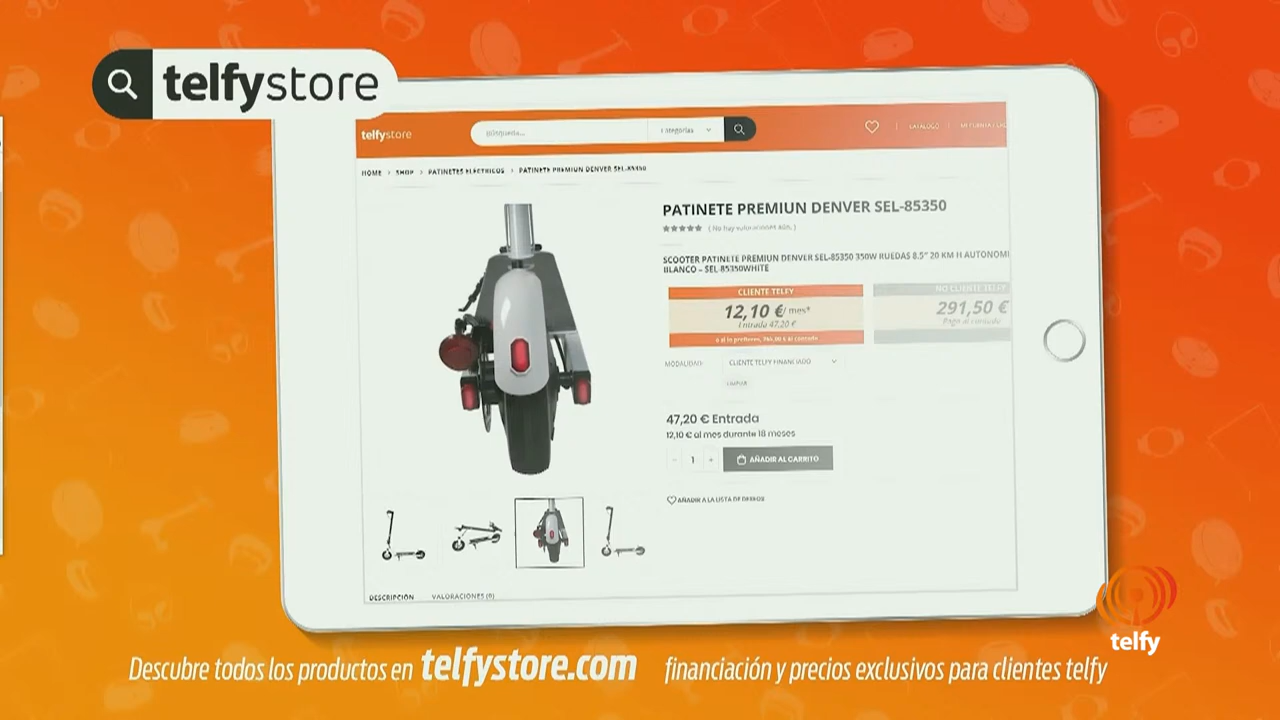 telfystore
telfystore
Búsqueda...
Categorías
CATÁLOGO
HOME > SHOP > PATINETES ELÉCTRICOS > PATINETE PREMIUN DENVER SEL-85350
PATINETE PREMIUN DENVER SEL-85350
( No hay valoraciones aún. )
SCOOTER PATINETE PREMIUN DENVER SEL-85350 350W RUEDAS 8.5" 20 KM H AUTONOMI
BLANCO – SEL-85350WHITE
CLIENTE TELFY
12,10 €/ mes*
Entrada 47,20 €
NO CLIENTE TELFY
291,50 €
Pago al contado
MODALIDAD
CLIENTE TELFY FINANCIADO
LIMPIAR
47,20 € Entrada
12,10 € al mes durante 18 meses
- 1 +
AÑADIR AL CARRITO
AÑADIR A LA LISTA DE DESEOS
DESCRIPCIÓN
VALORACIONES (0)
telfy
Descubre todos los productos en telfystore.com financiación y precios exclusivos para clientes telfy